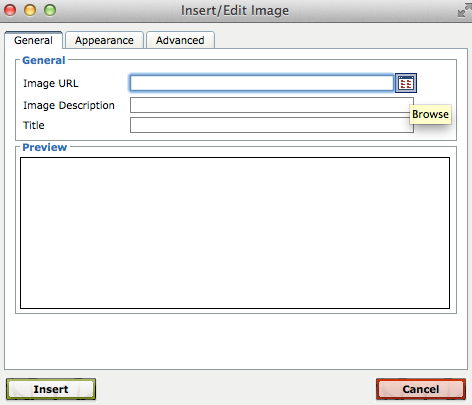 Insert/Edit Image
General Appearance Advanced
General
Image URL
Image Description
Browse
Title
Preview
Insert Cancel